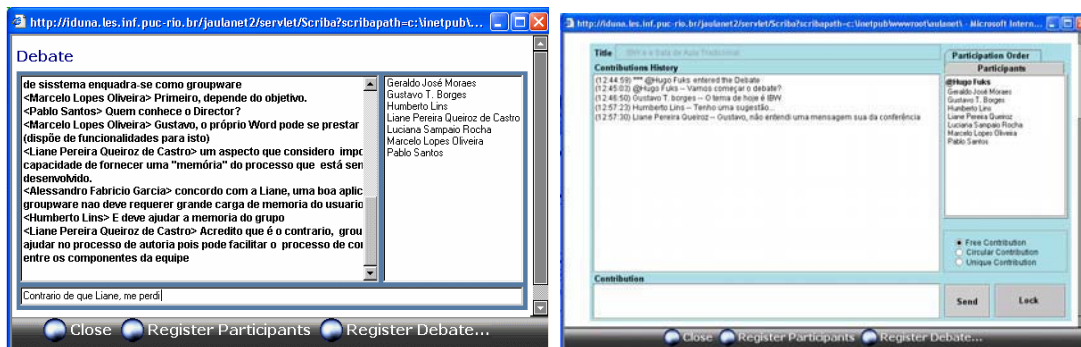 http://iduna.les.inf.puc-rio.br/jaulanet2/servlet/Scriba?scribapath=c:\inetpub\...
Debate
de sisstema enquadra-se como groupware
<Marcelo Lopes Oliveira> Primeiro, depende do objetivo.
<Pablo Santos> Quem conhece o Director?
<Marcelo Lopes Oliveira> Gustavo, o próprio Word pode se prestar
(dispõe de funcionalidades para isto)
<Liane Pereira Queiroz de Castro> um aspecto que considero impo
capacidade de fornecer uma "memória" do processo que está sen
desenvolvido.
<Alessandro Fabricio Garcia> concordo com a Liane, uma boa aplic
groupware nao deve requerer grande carga de memoria do usuario
<Humberto Lins> E deve ajudar a memoria do grupo
<Liane Pereira Queiroz de Castro> Acredito que é o contrario, grou
ajudar no processo de autoria pois pode facilitar o processo de coi
entre os componentes da equipe
Geraldo José Moraes
Gustavo T. Borges
Humberto Lins
Liane Pereira Queiroz de Castro
Luciana Sampaio Rocha
Marcelo Lopes Oliveira
Pablo Santos
Contrario de que Liane, me perdi
Close Register Participants Register Debate...
http://iduna.les.inf.puc-rio.br/jaulanet2/servlet/Scriba?scribapath=c:\inetpub\wwwroot\aulanet\ - Microsoft Intern...
Title
Contributions History
(12:44:59) *** @Hugo Fuks entered the Debate
(12:45:03) @Hugo Fuks -- Vamos começar o debate?
(12:46:50) Gustavo T. borges -- O tema de hoje é IBW
(12:57:23) Humberto Lins -- Tenho uma sugestão...
(12:57:30) Liane Pereira Queiroz -- Gustavo, não entendi uma mensagem sua da conferência
Participation Order
Participants
@Hugo Fuks
Geraldo José Moraes
Gustavo T. Borges
Humberto Lins
Liane Pereira Queiroz
Luciana Sampaio Rocha
Marcelo Lopes Oliveira
Pablo Santos
Free Contribution
Circular Contribution
Unique Contribution
Contribution
Send
Lock
Close Register Participants Register Debate...